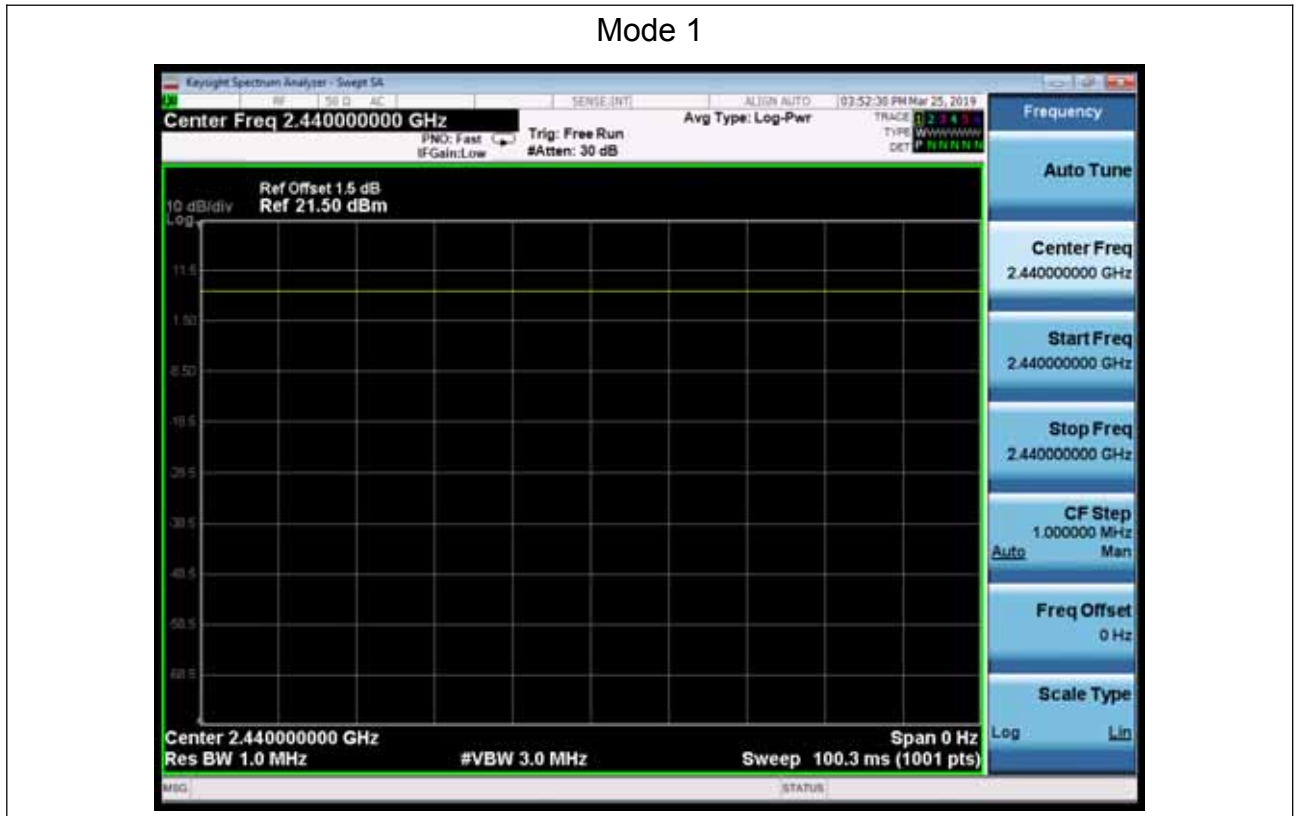 Mode 1
Keysight Spectrum Analyzer - Swept SA
RF 50 Ω AC SENSE:INT ALIGN AUTO 03:52:30 PM Mar 25, 2019
Center Freq 2.440000000 GHz
PNO: Fast
IFGain:Low
Trig: Free Run
#Atten: 30 dB
Avg Type: Log-Pwr
TRACE 1 2 3 4 5 6
TYPE WWWWWW
DET P N N N N N
Ref Offset 1.5 dB
10 dB/div Ref 21.50 dBm
Log
11.5
1.50
-8.50
-18.5
-28.5
-38.5
-48.5
-58.5
-68.5
Center 2.440000000 GHz Span 0 Hz
Res BW 1.0 MHz #VBW 3.0 MHz Sweep 100.3 ms (1001 pts)
MSG STATUS
Frequency
Auto Tune
Center Freq
2.440000000 GHz
Start Freq
2.440000000 GHz
Stop Freq
2.440000000 GHz
CF Step
1.000000 MHz
Auto Man
Freq Offset
0 Hz
Scale Type
Log Lin